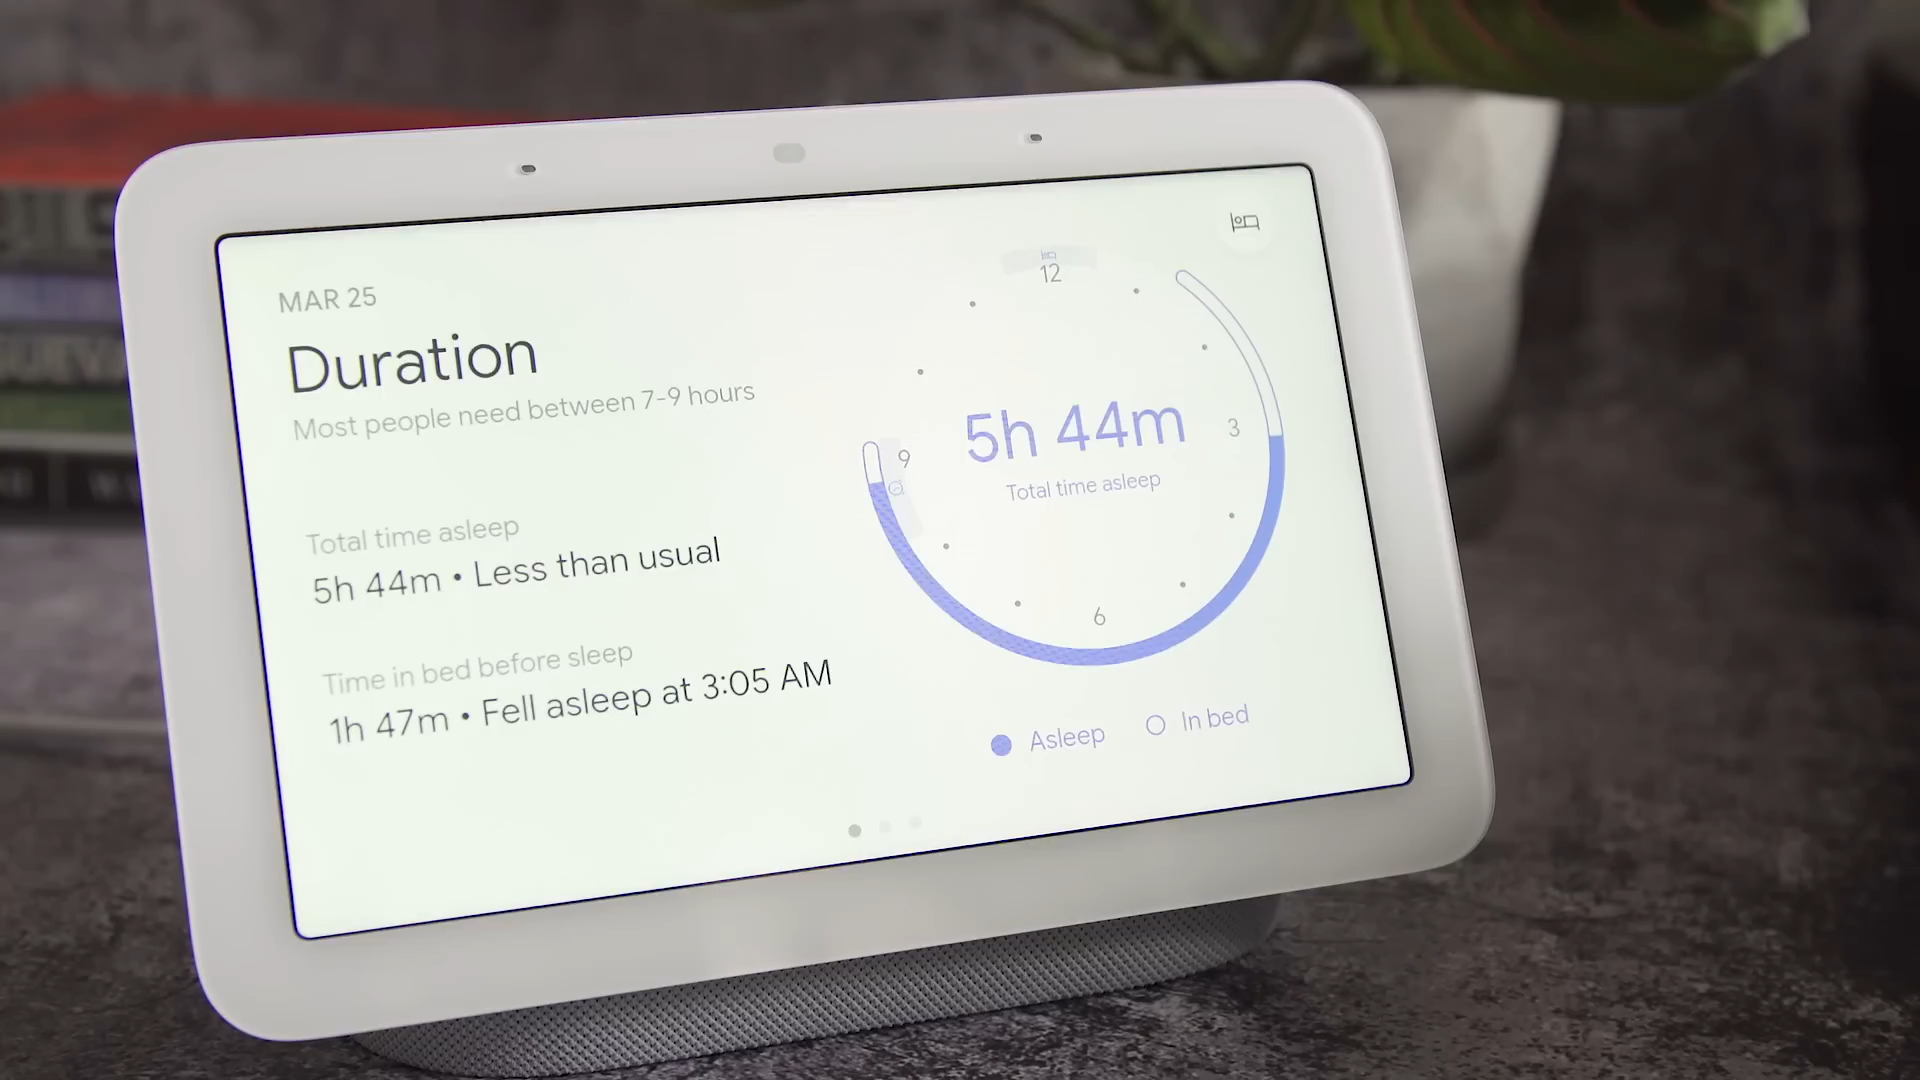 MAR 25
Duration
Most people need between 7-9 hours
Total time asleep
5h 44m • Less than usual
Time in bed before sleep
1h 47m • Fell asleep at 3:05 AM
12
3
6
9
5h 44m
Total time asleep
Asleep
In bed